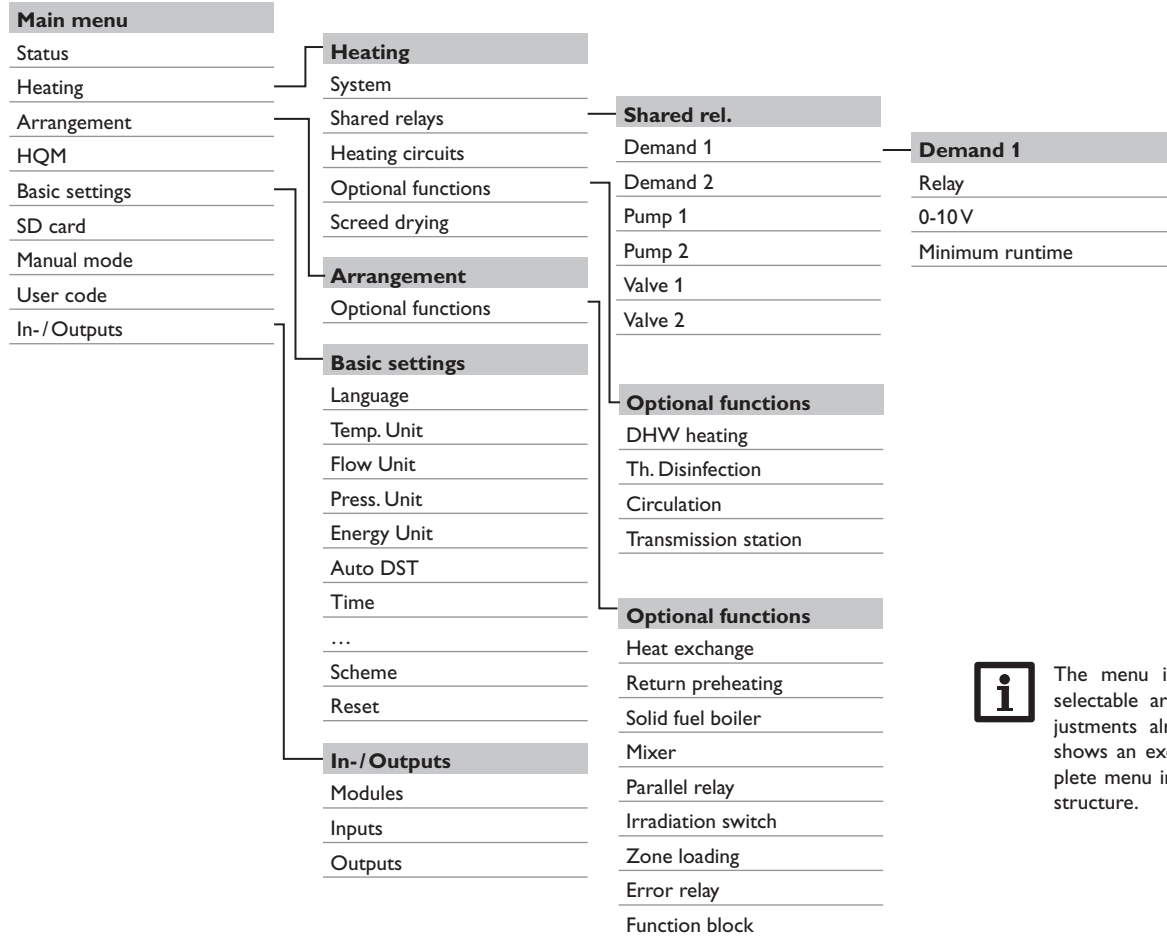 Main menu
Status
Heating
Arrangement
HQM
Basic settings
SD card
Manual mode
User code
In- / Outputs
Heating
System
Shared relays
Heating circuits
Optional functions
Screed drying
Arrangement
Optional functions
Basic settings
Language
Temp. Unit
Flow Unit
Press. Unit
Energy Unit
Auto DST
Time
…
Scheme
Reset
In- / Outputs
Modules
Inputs
Outputs
Shared rel.
Demand 1
Demand 2
Pump 1
Pump 2
Valve 1
Valve 2
Optional functions
DHW heating
Th. Disinfection
Circulation
Transmission station
Optional functions
Heat exchange
Return preheating
Solid fuel boiler
Mixer
Parallel relay
Irradiation switch
Zone loading
Error relay
Function block
Demand 1
Relay
0-10 V
Minimum runtime
i
The menu i
selectable ar
justments alr
shows an exc
plete menu in
structure.